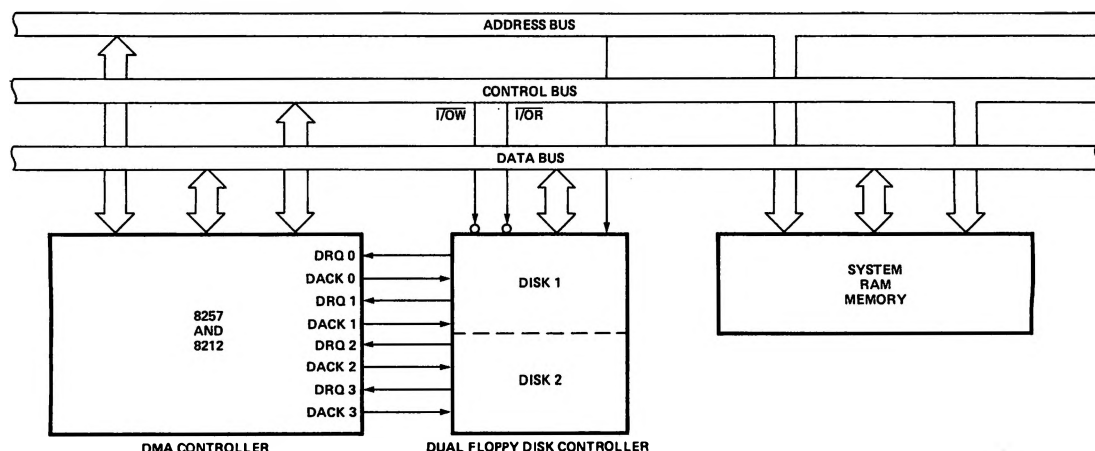 ADDRESS BUS
CONTROL BUS
I/OW
I/OR
DATA BUS
DRQ 0
DACK 0
DRQ 1
DACK 1
DRQ 2
DACK 2
DRQ 3
DACK 3
8257
AND
8212
DISK 1
DISK 2
SYSTEM
RAM
MEMORY
DMA CONTROLLER
DUAL FLOPPY DISK CONTROLLER